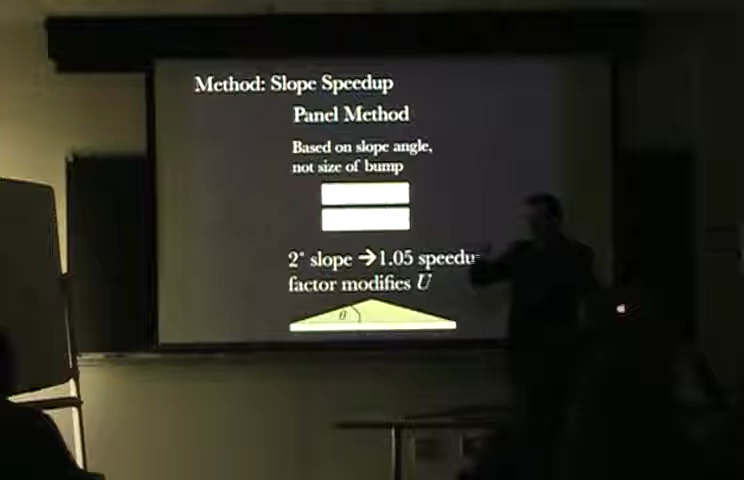 Method: Slope Speedup
Panel Method
Based on slope angle,
not size of bump
2° slope →1.05
factor modifies U
θ